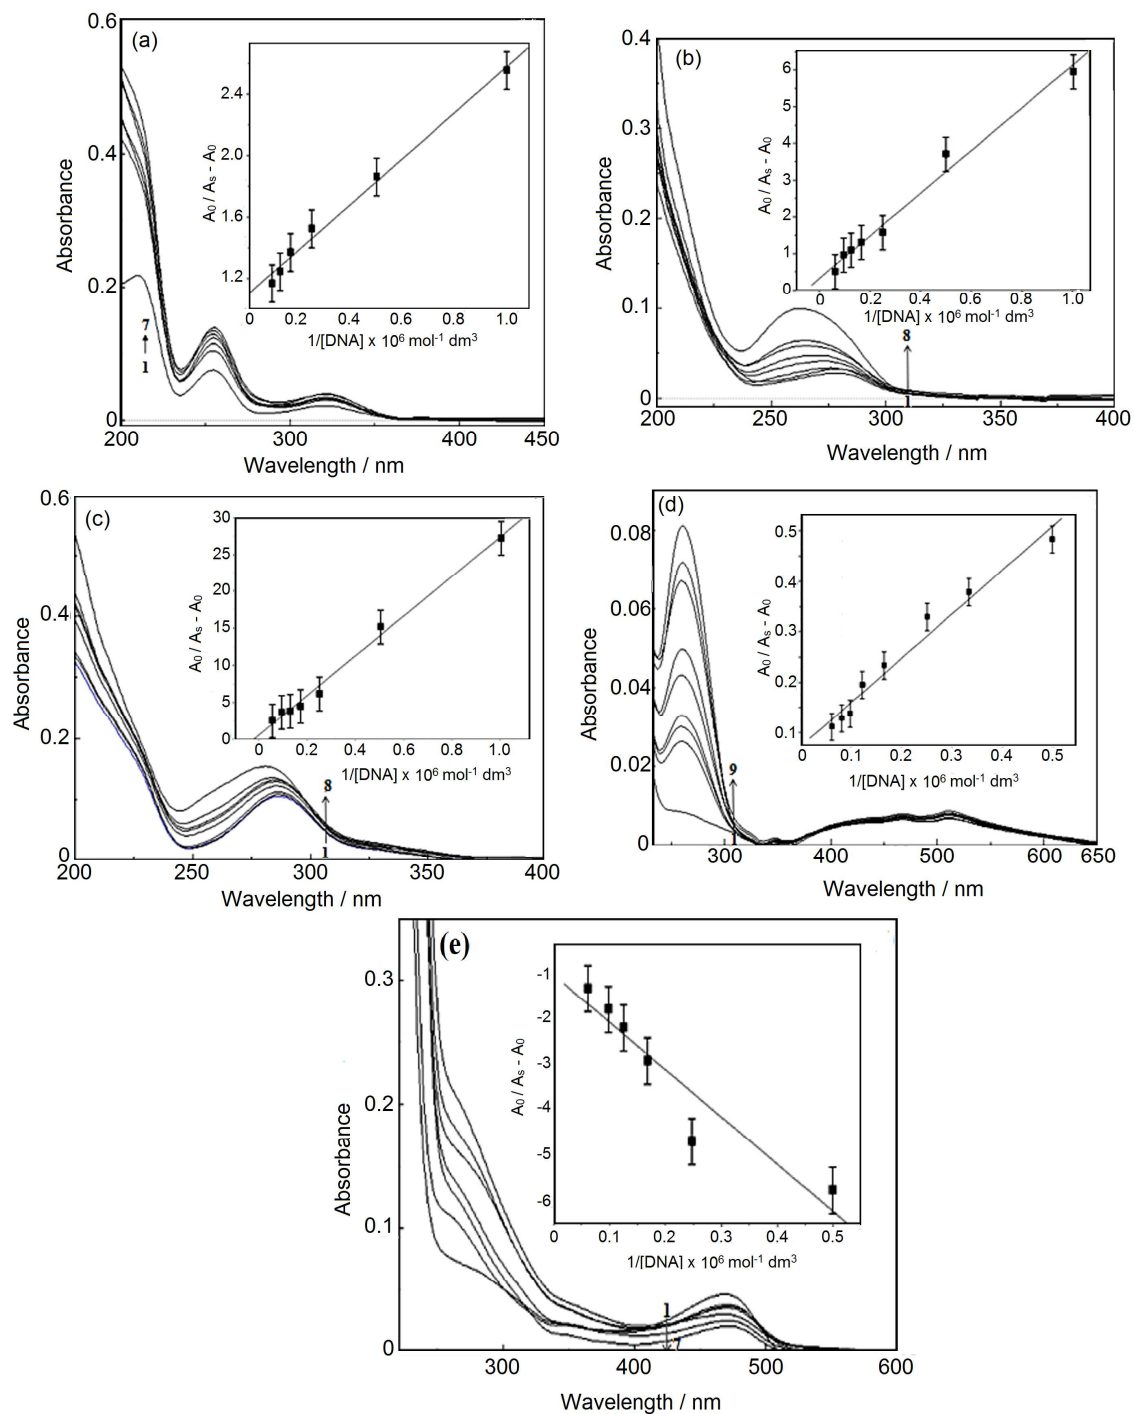 (a)
0.6
0.4
0.2
0
Absorbance
200 250 300 350 400 450
Wavelength / nm
7
1
2.4
2.0
1.6
1.2
A0 / As - A0
0 0.2 0.4 0.6 0.8 1.0
1/[DNA] x 10⁶ mol⁻¹ dm³
(b)
0.4
0.3
0.2
0.1
0
Absorbance
200 250 300 350 400
Wavelength / nm
8
1
6
5
4
3
2
1
0
A0 / As - A0
0 0.2 0.4 0.6 0.8 1.0
1/[DNA] x 10⁶ mol⁻¹ dm³
(c)
0.6
0.4
0.2
0
Absorbance
200 250 300 350 400
Wavelength / nm
8
1
30
25
20
15
10
5
0
A0 / As - A0
0 0.2 0.4 0.6 0.8 1.0
1/[DNA] x 10⁶ mol⁻¹ dm³
(d)
0.08
0.06
0.04
0.02
0
Absorbance
300 400 500 600 650
Wavelength / nm
9
1
0.5
0.4
0.3
0.2
0.1
A0 / As - A0
0 0.1 0.2 0.3 0.4 0.5
1/[DNA] x 10⁶ mol⁻¹ dm³
(e)
0.3
0.2
0.1
0
Absorbance
300 400 500 600
Wavelength / nm
1
7
-1
-2
-3
-4
-5
-6
A0 / As - A0
0 0.1 0.2 0.3 0.4 0.5
1/[DNA] x 10⁶ mol⁻¹ dm³